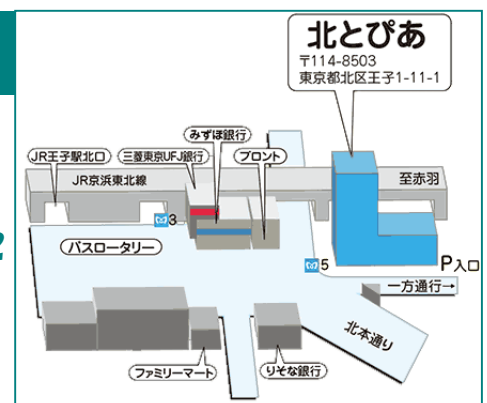 北とぴあ
〒114-8503
東京都北区王子1-11-1
みずほ銀行
JR王子駅北口
三菱東京UFJ銀行
プロント
JR京浜東北線
至赤羽
3
バスロータリー
2
5
P入口
一方通行→
北本通り
ファミリーマート
りそな銀行